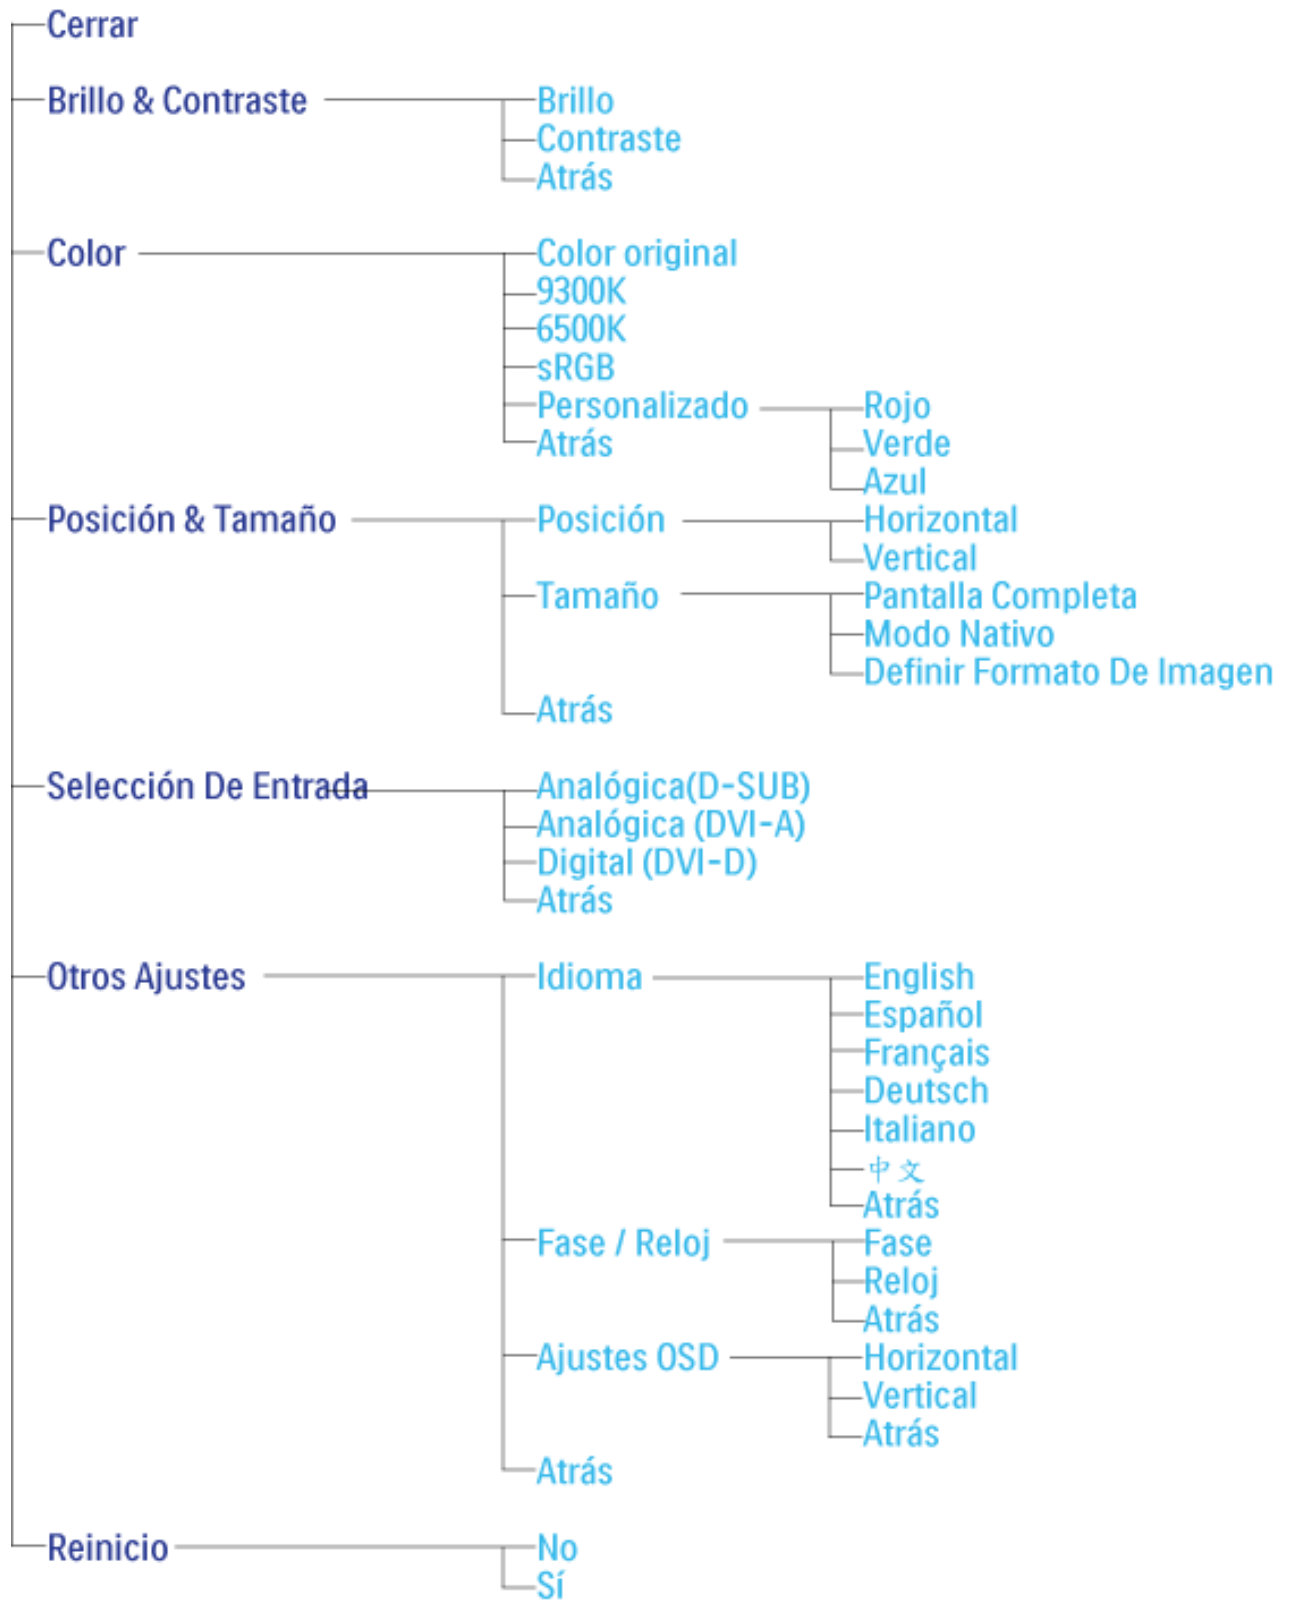 Cerrar
Brillo & Contraste Brillo
Contraste
Atrás
Color Color original
9300K
6500K
sRGB
Personalizado Rojo
Atrás Verde
Azul
Posición & Tamaño Posición Horizontal
Vertical
Tamaño Pantalla Completa
Modo Nativo
Definir Formato De Imagen
Atrás
Selección De Entrada Analógica(D-SUB)
Analógica (DVI-A)
Digital (DVI-D)
Atrás
Otros Ajustes Idioma English
Español
Français
Deutsch
Italiano
中文
Atrás
Fase / Reloj Fase
Reloj
Atrás
Ajustes OSD Horizontal
Vertical
Atrás
Atrás
Reinicio No
Sí